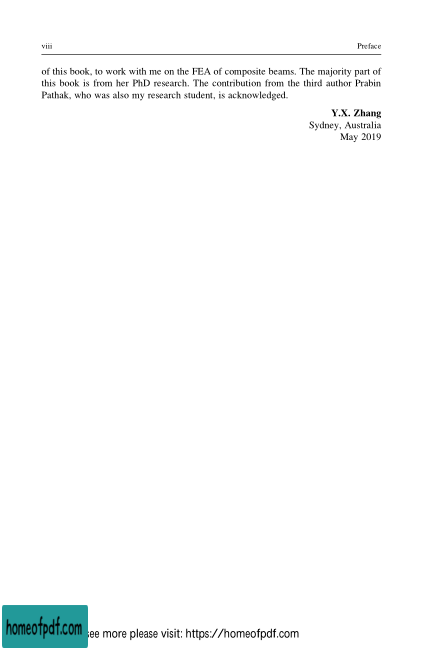 viii Preface
of this book, to work with me on the FEA of composite beams. The majority part of
this book is from her PhD research. The contribution from the third author Prabin
Pathak, who was also my research student, is acknowledged.
Y.X. Zhang
Sydney, Australia
May 2019
homeofpdf.com see more please visit: https://homeofpdf.com